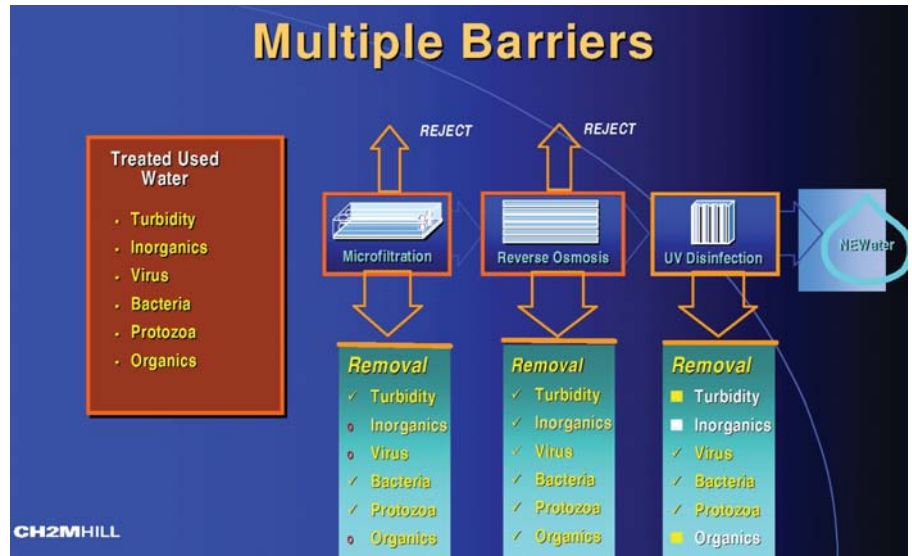 Multiple Barriers
REJECT
REJECT
Treated Used
Water
Turbidity
Inorganics
Virus
Bacteria
Protozoa
Organics
Microfiltration
Reverse Osmosis
UV Disinfection
NEWater
Removal
✓ Turbidity
o Inorganics
o Virus
✓ Bacteria
✓ Protozoa
o Organics
Removal
✓ Turbidity
✓ Inorganics
✓ Virus
✓ Bacteria
✓ Protozoa
✓ Organics
Removal
■ Turbidity
■ Inorganics
✓ Virus
✓ Bacteria
✓ Protozoa
■ Organics
CH2MHILL